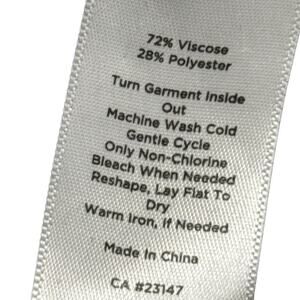 72% Viscose
28% Polyester
Turn Garment Inside
Out
Machine Wash Cold
Gentle Cycle
Only Non-Chlorine
Bleach When Needed
Reshape, Lay Flat To
Dry
Warm Iron, If Needed
Made In China
CA #23147